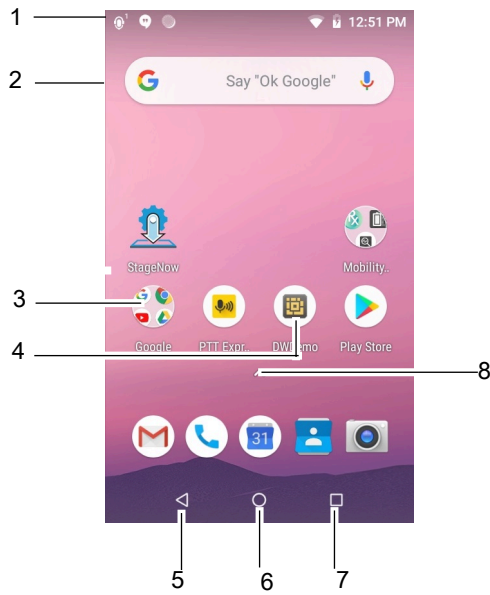 1
12:51 PM
2
Say "Ok Google"
StageNow
Mobility..
3
Google
PTT Expr..
DWDemo
Play Store
4
8
31
5
6
7